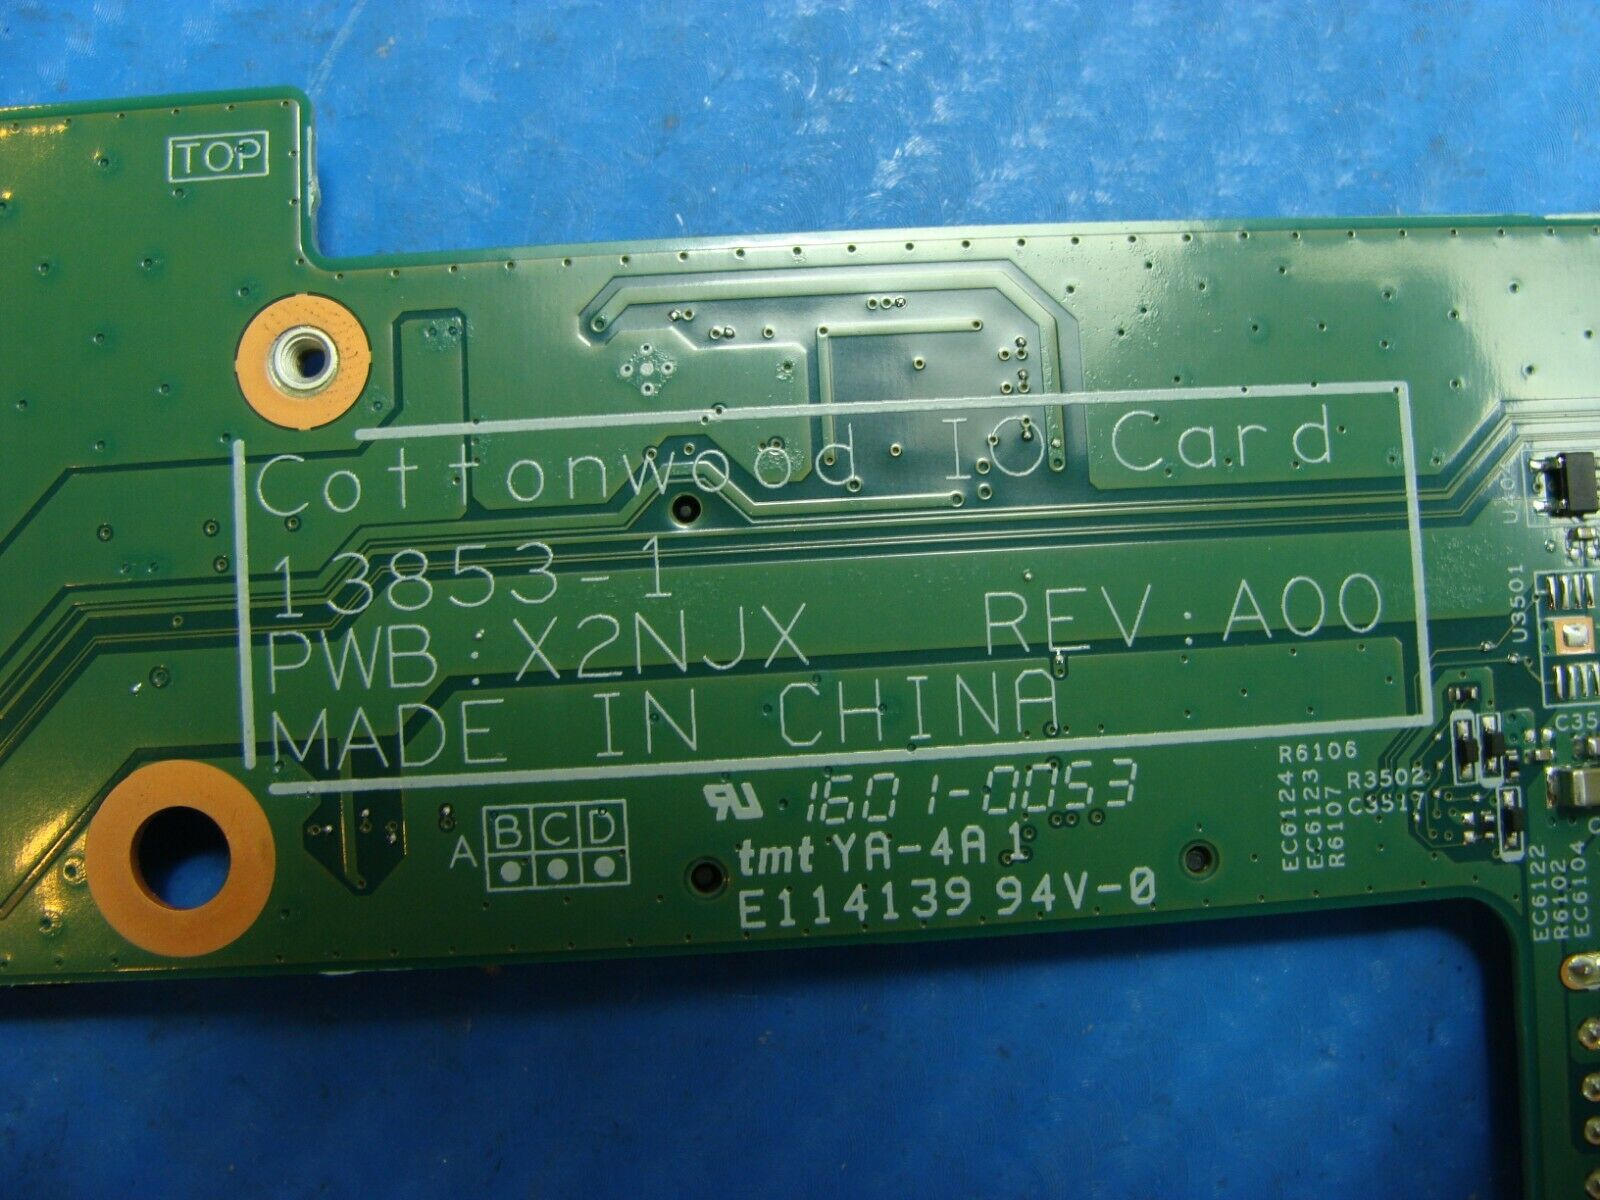 TOP
Cottonwood IO Card
13853-1
PWB:X2NJX REV:A00
MADE IN CHINA
1601-0053
A B C D
tmt YA-4A 1
E114139 94V-0
U3501
R6106
EC6124
EC6123
R6107
R3502
C3517
EC6122
R6102
EC6104